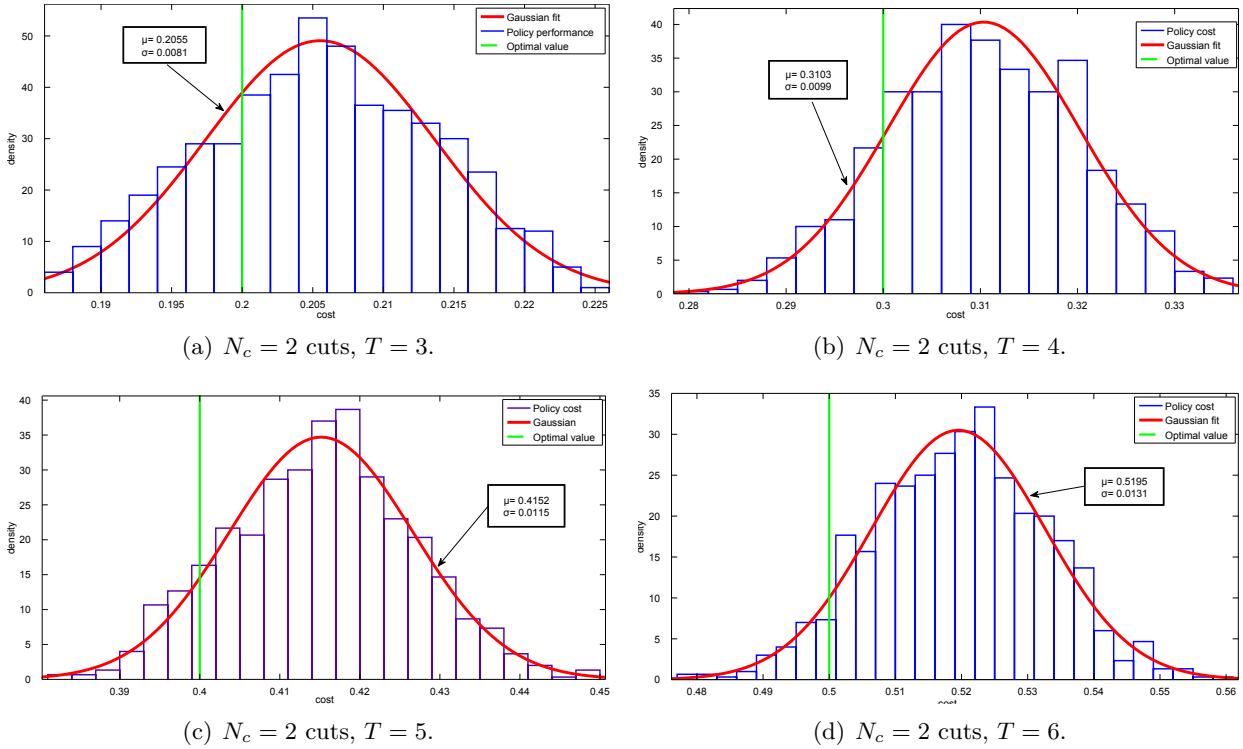 Gaussian fit
Policy performance
Optimal value
μ= 0.2055
σ= 0.0081
density
50
40
30
20
10
0
0.19
0.195
0.2
0.205
0.21
0.215
0.22
0.225
cost
(a) N_c = 2 cuts, T = 3.
Policy cost
Gaussian fit
Optimal value
μ= 0.3103
σ= 0.0099
density
40
35
30
25
20
15
10
5
0
0.28
0.29
0.3
0.31
0.32
0.33
cost
(b) N_c = 2 cuts, T = 4.
Policy cost
Gaussian
Optimal value
μ= 0.4152
σ= 0.0115
density
40
35
30
25
20
15
10
5
0
0.39
0.4
0.41
0.42
0.43
0.44
0.45
cost
(c) N_c = 2 cuts, T = 5.
Policy cost
Gaussian fit
Optimal value
μ= 0.5195
σ= 0.0131
density
35
30
25
20
15
10
5
0
0.48
0.49
0.5
0.51
0.52
0.53
0.54
0.55
0.56
cost
(d) N_c = 2 cuts, T = 6.